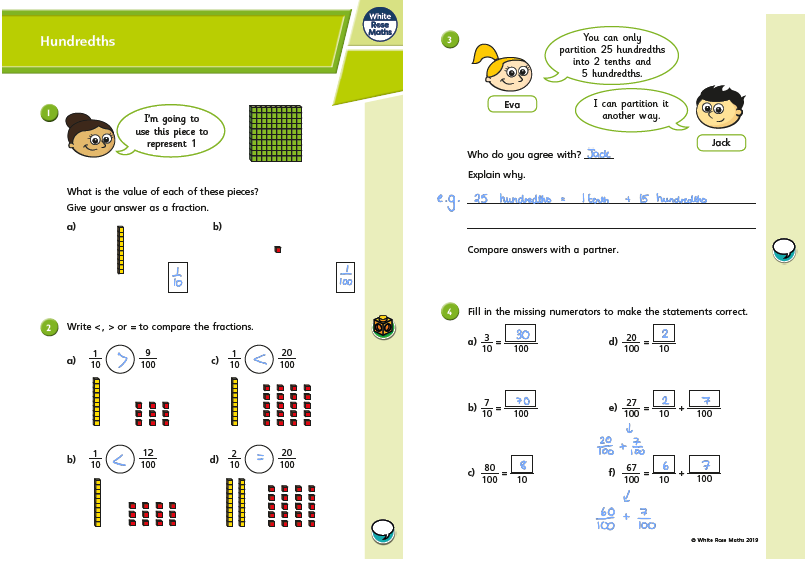 Hundredths
White
Rose
Maths
1
I'm going to
use this piece to
represent 1
What is the value of each of these pieces?
Give your answer as a fraction.
a)
1/10
b)
1/100
2 Write <, > or = to compare the fractions.
a) 1/10 > 9/100
c) 1/10 < 20/100
b) 1/10 < 12/100
d) 2/10 = 20/100
3
You can only
partition 25 hundredths
into 2 tenths and
5 hundredths.
Eva
I can partition it
another way.
Jack
Who do you agree with? Jack
Explain why.
e.g. 25 hundredths = 1 tenth + 15 hundredths
Compare answers with a partner.
4 Fill in the missing numerators to make the statements correct.
a) 3/10 = 30/100
d) 20/100 = 2/10
b) 7/10 = 70/100
e) 27/100 = 2/10 + 7/100
20/100 + 7/100
c) 80/100 = 8/10
f) 67/100 = 6/10 + 7/100
60/100 + 7/100
© White Rose Maths 2019